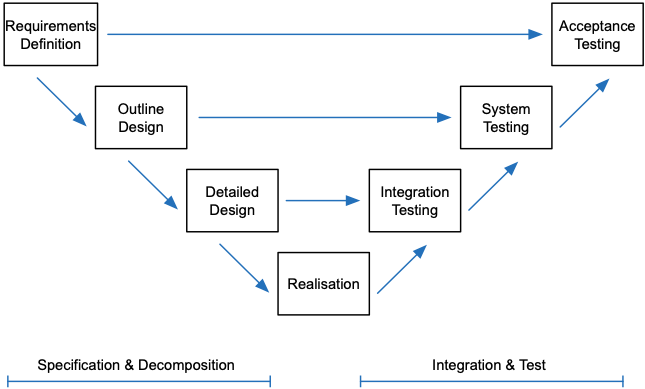 Requirements
Definition
Acceptance
Testing
Outline
Design
System
Testing
Detailed
Design
Integration
Testing
Realisation
Specification & Decomposition
Integration & Test